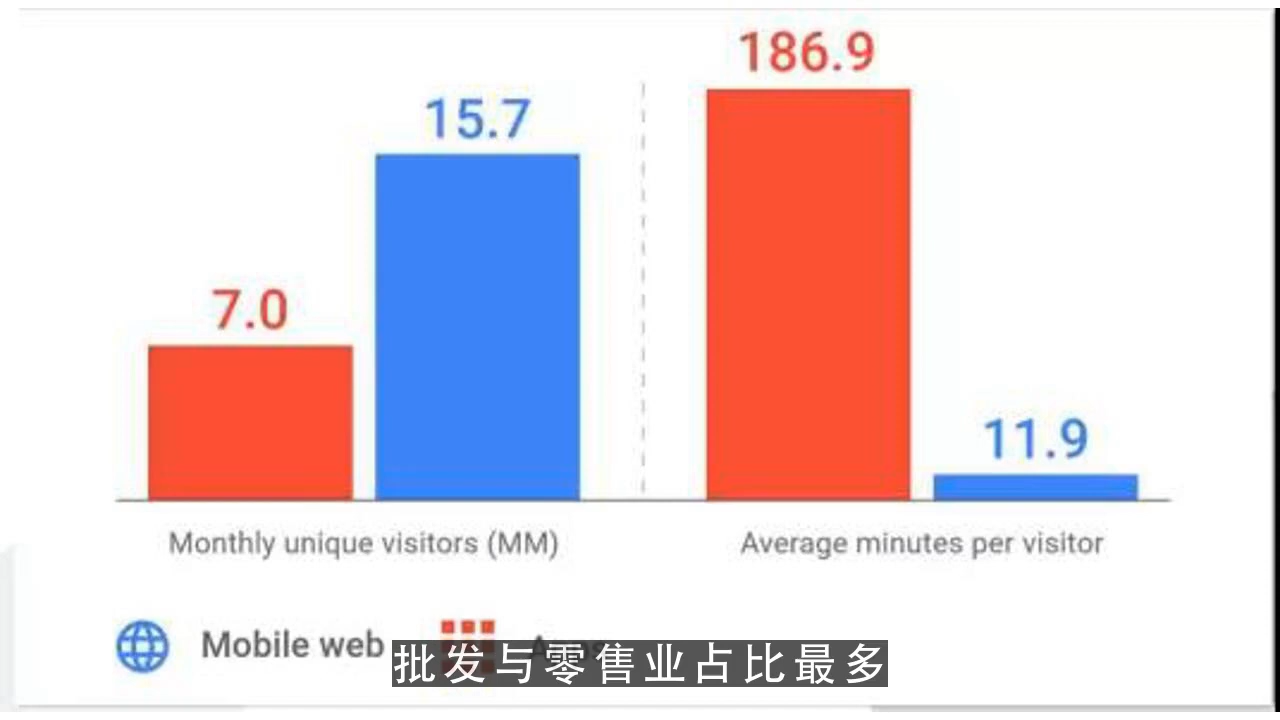 186.9
15.7
7.0
11.9
Monthly unique visitors (MM)
Average minutes per visitor
Mobile web
批发与零售业占比最多